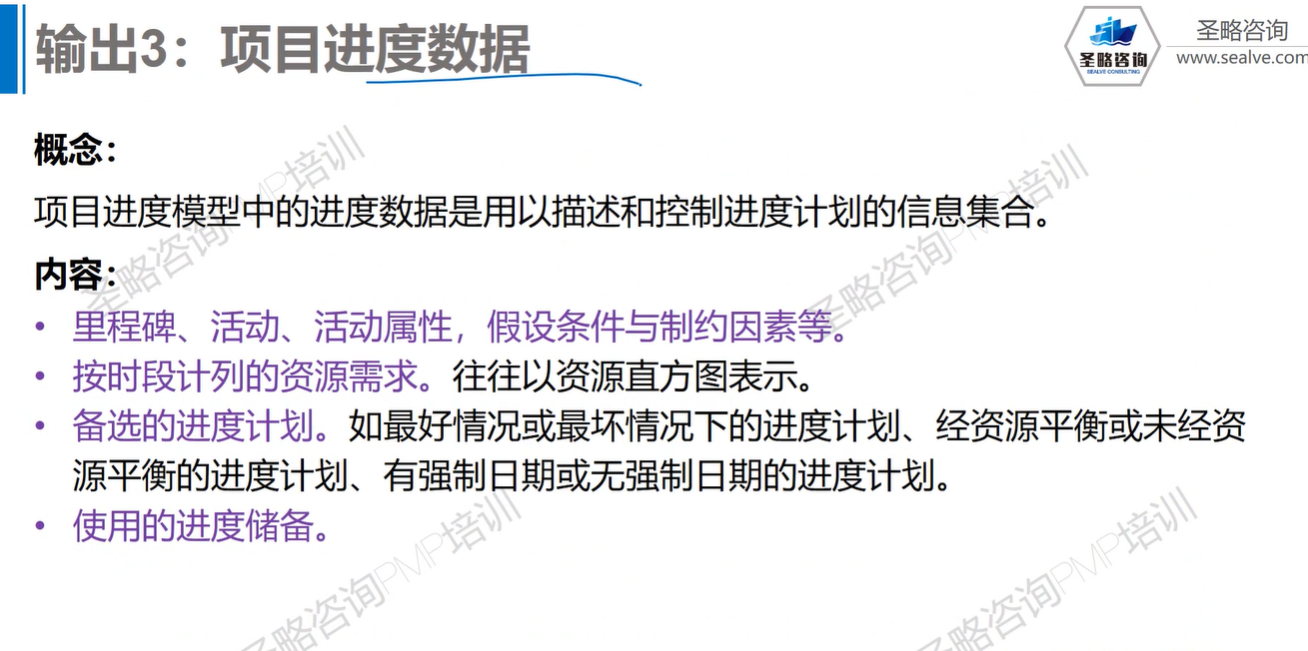 输出3：项目进度数据
圣略咨询
SEALVE CONSULTING
圣略咨询
www.sealve.com
概念：
项目进度模型中的进度数据是用以描述和控制进度计划的信息集合。
内容：
• 里程碑、活动、活动属性，假设条件与制约因素等。
• 按时段计列的资源需求。往往以资源直方图表示。
• 备选的进度计划。如最好情况或最坏情况下的进度计划、经资源平衡或未经资
源平衡的进度计划、有强制日期或无强制日期的进度计划。
• 使用的进度储备。
圣略咨询PMP培训
圣略咨询PMP培训
圣略咨询PMP培训
圣略咨询PMP培训